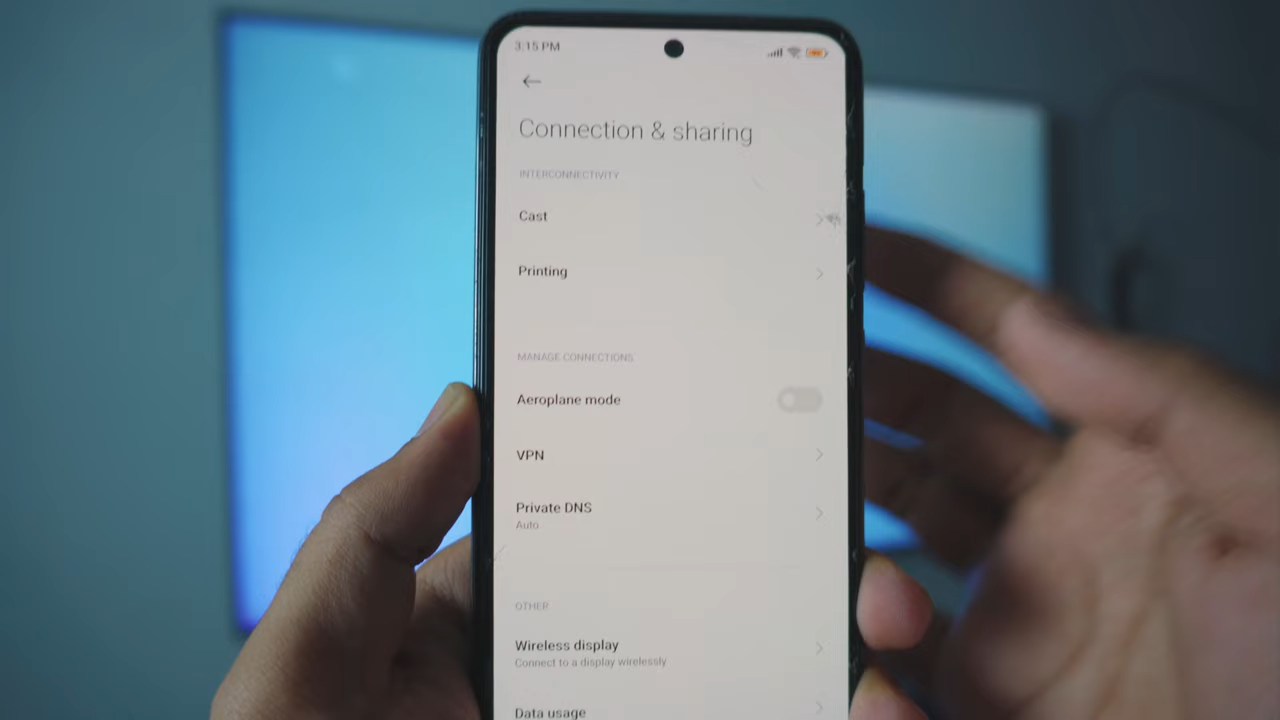 3:15 PM
Connection & sharing
INTERCONNECTIVITY
Cast
Printing
MANAGE CONNECTIONS
Aeroplane mode
VPN
Private DNS
Auto
OTHER
Wireless display
Connect to a display wirelessly
Data usage